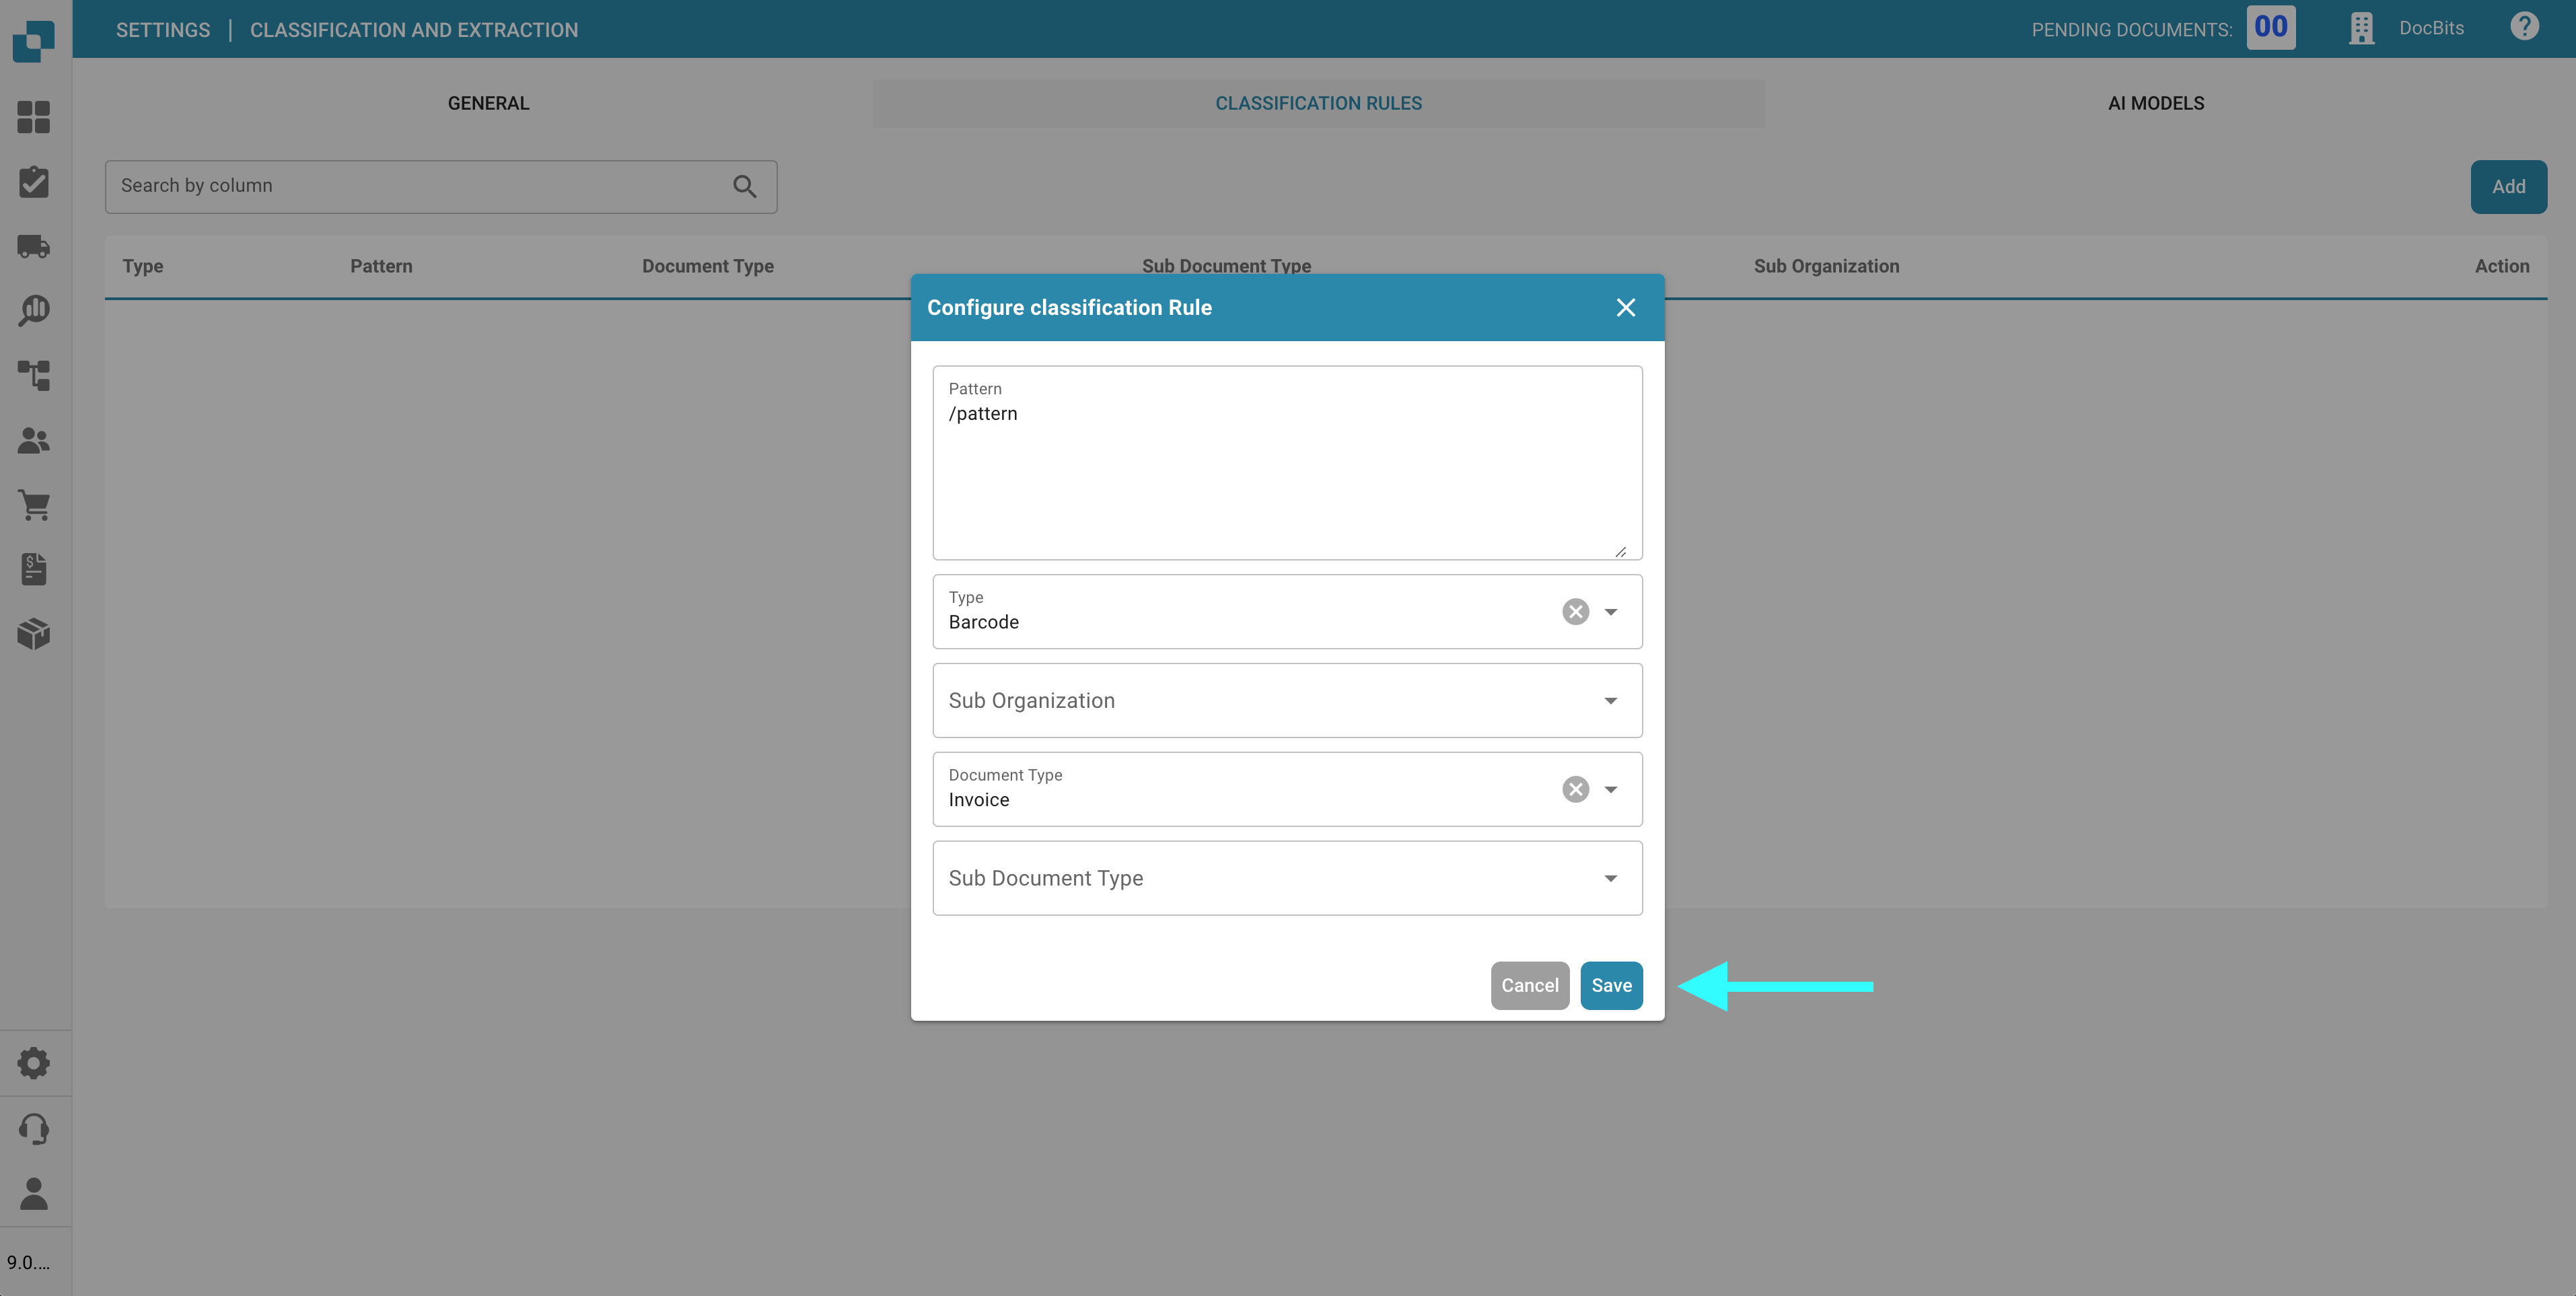 SETTINGS | CLASSIFICATION AND EXTRACTION
PENDING DOCUMENTS: 00
DocBits
?
GENERAL
CLASSIFICATION RULES
AI MODELS
Search by column
Add
Type
Pattern
Document Type
Sub Document Type
Sub Organization
Action
Configure classification Rule
Pattern
/pattern
Type
Barcode
Sub Organization
Document Type
Invoice
Sub Document Type
Cancel
Save
9.0....